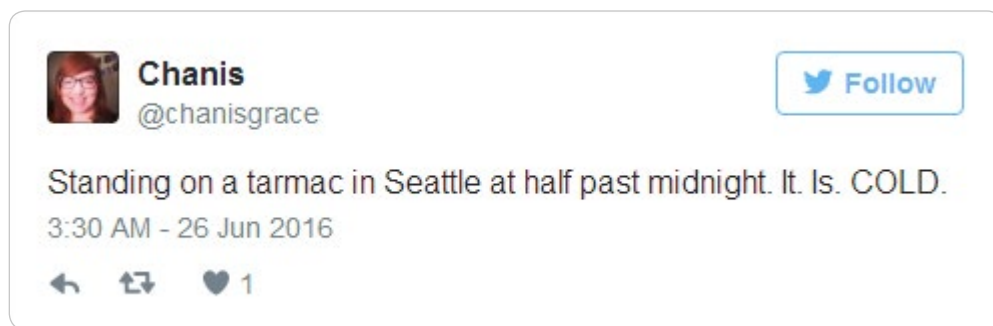 Chanis
Follow
@chanisgrace
Standing on a tarmac in Seattle at half past midnight. It. Is. COLD.
3:30 AM - 26 Jun 2016
1